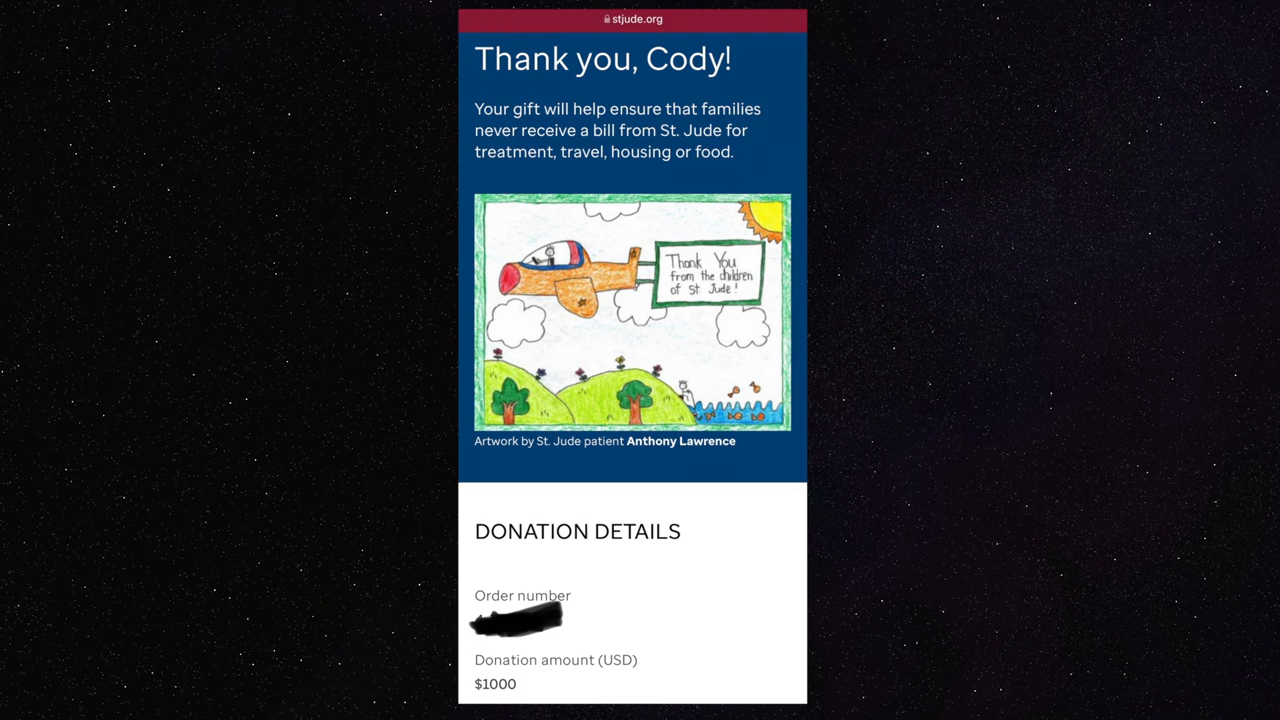 stjude.org
Thank you, Cody!
Your gift will help ensure that families
never receive a bill from St. Jude for
treatment, travel, housing or food.
Thank You
from the children
of St. Jude!
Artwork by St. Jude patient Anthony Lawrence
DONATION DETAILS
Order number
Donation amount (USD)
$1000